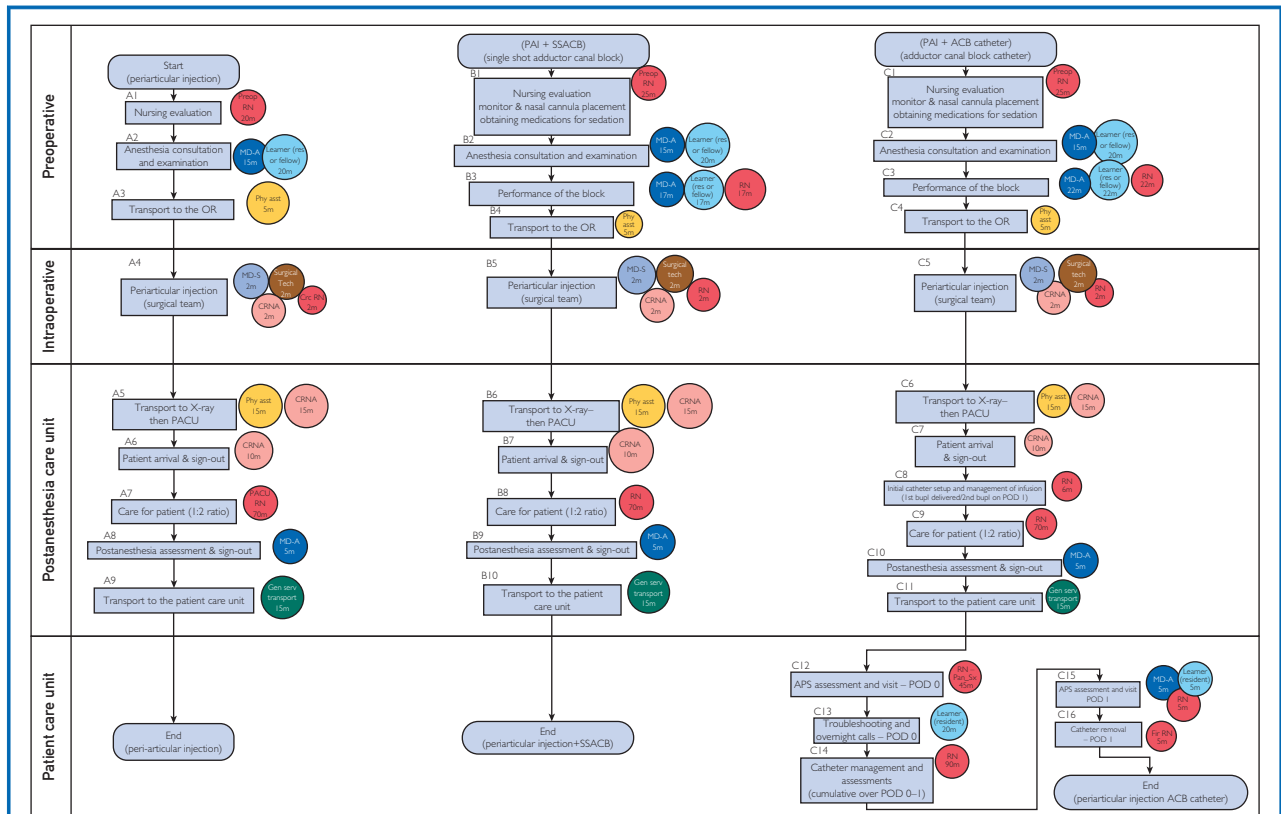 Preoperative
Start
(periarticular injection)
A1
Nursing evaluation
Preop
RN
20m
A2
Anesthesia consultation
and examination
MD-A
15m
Learner (res
or fellow)
20m
A3
Transport to the OR
Phy asst
5m
(PAI + SSACB)
(single shot adductor canal block)
B1
Nursing evaluation
monitor & nasal cannula placement
obtaining medications for sedation
Preop
RN
25m
B2
Anesthesia consultation and examination
MD-A
15m
Learner (res
or fellow)
20m
B3
Performance of the block
MD-A
17m
Learner
(res or
fellow)
17m
RN
17m
B4
Transport to the OR
Phy
asst
5m
(PAI + ACB catheter)
(adductor canal block catheter)
C1
Nursing evaluation
monitor & nasal cannula placement
obtaining medications for sedation
Preop
RN
25m
C2
Anesthesia consultation and examination
MD-A
15m
Learner (res
or fellow)
20m
C3
Performance of the block
MD-A
22m
Learner
(res or
fellow)
22m
RN
22m
C4
Transport to the OR
Phy
asst
5m
Intraoperative
A4
Periarticular injection
(surgical team)
MD-S
2m
Surgical
Tech
2m
CRNA
2m
Circ RN
2m
B5
Periarticular injection
(surgical team)
MD-S
2m
Surgical
tech
2m
CRNA
2m
RN
2m
C5
Periarticular injection
(surgical team)
MD-S
2m
Surgical
tech
2m
CRNA
2m
RN
2m
Postanesthesia care unit
A5
Transport to X-ray
then PACU
Phy asst
15m
CRNA
15m
A6
Patient arrival & sign-out
CRNA
10m
A7
Care for patient (1:2 ratio)
PACU
RN
70m
A8
Postanesthesia assessment & sign-out
MD-A
5m
A9
Transport to the patient care unit
Gen serv
transport
15m
B6
Transport to X-ray–
then PACU
Phy asst
15m
CRNA
15m
B7
Patient arrival & sign-out
CRNA
10m
B8
Care for patient (1:2 ratio)
RN
70m
B9
Postanesthesia assessment & sign-out
MD-A
5m
B10
Transport to the patient
care unit
Gen serv
transport
15m
C6
Transport to X-ray–
then PACU
Phy asst
15m
CRNA
15m
C7
Patient arrival
& sign-out
CRNA
10m
C8
Initial catheter setup and management of infusion
(1st bupI delivered/2nd bupI on POD 1)
RN
6m
C9
Care for patient (1:2 ratio)
RN
70m
C10
Postanesthesia assessment & sign-out
MD-A
5m
C11
Transport to the patient care unit
Gen serv
transport
15m
Patient care unit
End
(peri-articular injection)
End
(periarticular injection+SSACB)
C12
APS assessment and visit – POD 0
RN –
45m
C13
Troubleshooting and
overnight calls – POD 0
Learner
(resident)
20m
C14
Catheter management and
assessments
(cumulative over POD 0–1)
RN
90m
C15
APS assessment and visit
POD 1
MD-A
5m
Learner
(resident)
5m
RN
5m
C16
Catheter removal
– POD 1
RN
5m
End
(periarticular injection ACB catheter)